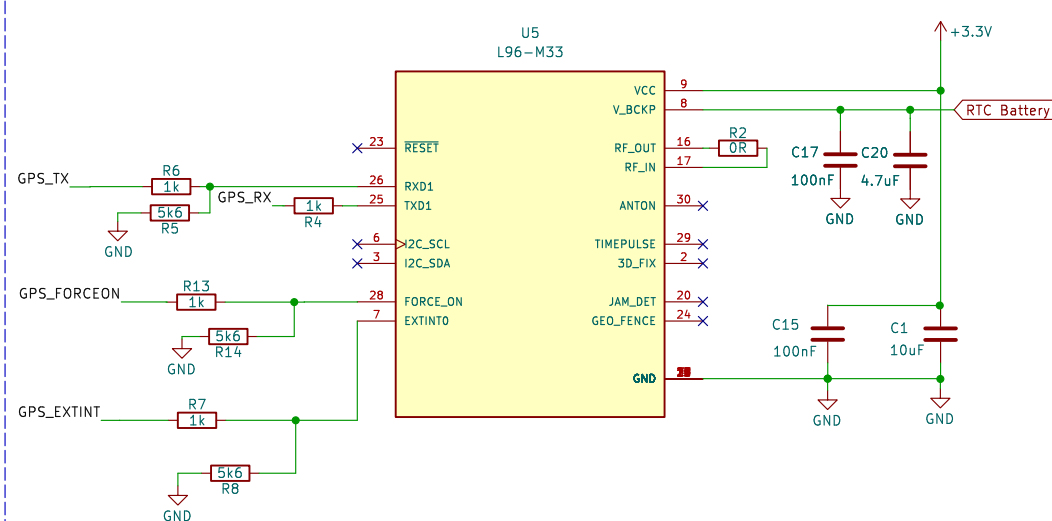 U5
L96-M33
+3.3V
VCC 9
V_BCKP 8
RTC Battery
23 RESET
RF_OUT 16
R2
0R
RF_IN 17
C17
100nF
C20
4.7uF
GND
GND
GPS_TX
R6
1k
26 RXD1
GPS_RX
1k
R4
25 TXD1
5k6
R5
GND
ANTON 30
6 I2C_SCL
TIMEPULSE 29
3 I2C_SDA
3D_FIX 2
GPS_FORCEON
R13
1k
28 FORCE_ON
JAM_DET 20
7 EXTINT0
GEO_FENCE 24
5k6
R14
GND
C15
100nF
C1
10uF
GND
GND
GND
GPS_EXTINT
R7
1k
5k6
R8
GND